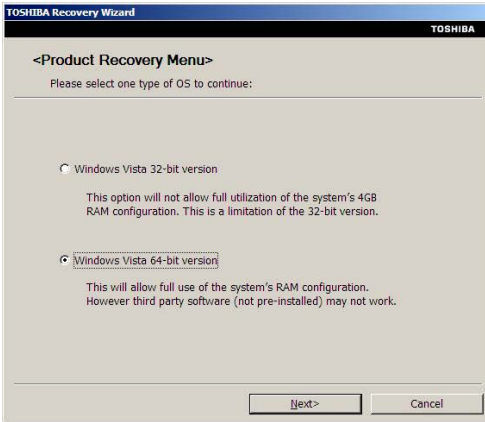 TOSHIBA Recovery Wizard
TOSHIBA
<Product Recovery Menu>
Please select one type of OS to continue:
Windows Vista 32-bit version
This option will not allow full utilization of the system's 4GB
RAM configuration. This is a limitation of the 32-bit version.
Windows Vista 64-bit version
This will allow full use of the system's RAM configuration.
However third party software (not pre-installed) may not work.
Next>
Cancel